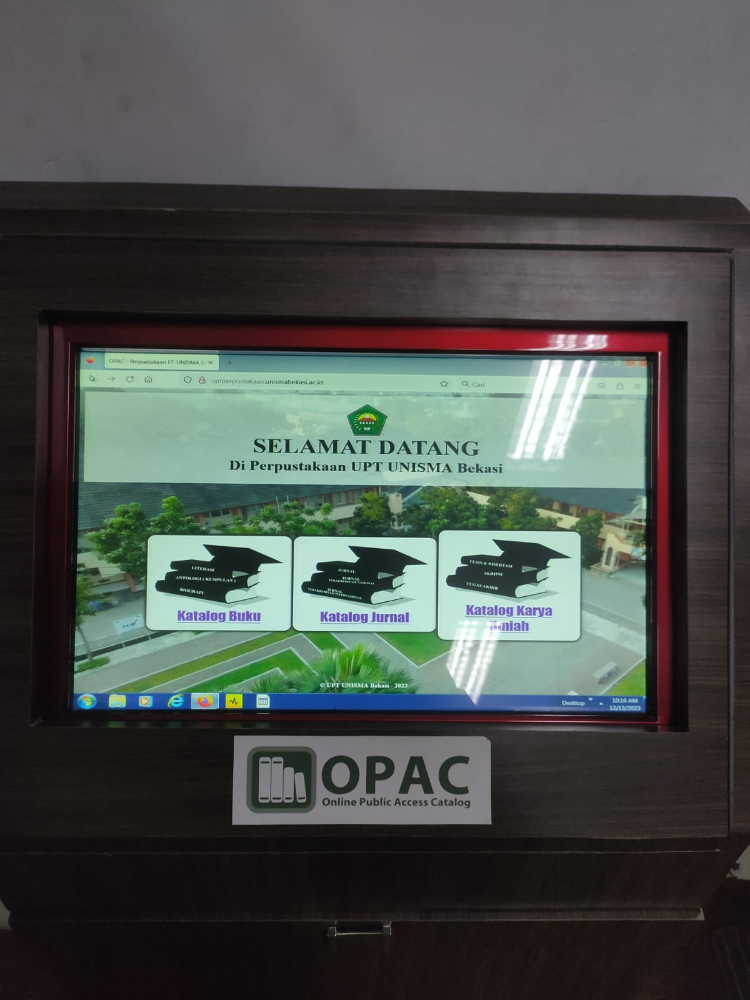 OPAC - Perpustakaan FT-UNISMA
uptperpustakaan.unismabekasi.ac.id
Cari
SELAMAT DATANG
Di Perpustakaan UPT UNISMA Bekasi
LITERASI
ANTOLOGI ( KUMPULAN )
BIOGRAFI
Katalog Buku
JURNAL
JURNAL
TERAKREDITASI NASIONAL
JURNAL
TERAKREDITASI INTERNASIONAL
Katalog Jurnal
TESIS & DISERTASI
SKRIPSI
TUGAS AKHIR
Katalog Karya
Ilmiah
© UPT UNISMA Bekasi - 2023
Desktop
10:16 AM
12/13/2023
OPAC
Online Public Access Catalog